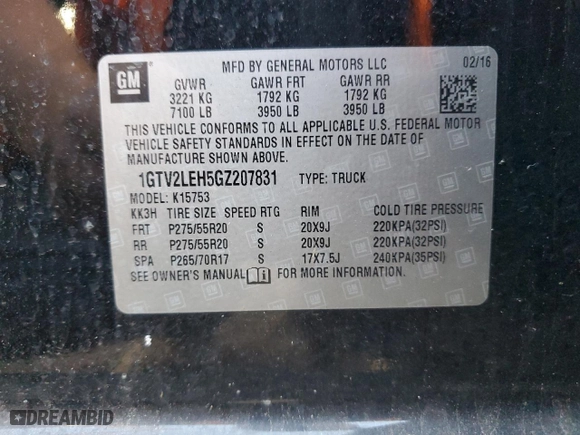 GM
MFD BY GENERAL MOTORS LLC 02/16
GVWR GAWR FRT GAWR RR
3221 KG 1792 KG 1792 KG
7100 LB 3950 LB 3950 LB
THIS VEHICLE CONFORMS TO ALL APPLICABLE U.S. FEDERAL MOTOR
VEHICLE SAFETY STANDARDS IN EFFECT ON THE DATE OF
MANUFACTURE SHOWN ABOVE.
1GTV2LEH5GZ207831 TYPE: TRUCK
MODEL: K15753
KK3H TIRE SIZE SPEED RTG RIM COLD TIRE PRESSURE
FRT P275/55R20 S 20X9J 220KPA(32PSI)
RR P275/55R20 S 20X9J 220KPA(32PSI)
SPA P265/70R17 S 17X7.5J 240KPA(35PSI)
SEE OWNER'S MANUAL FOR MORE INFORMATION.
DREAMBID